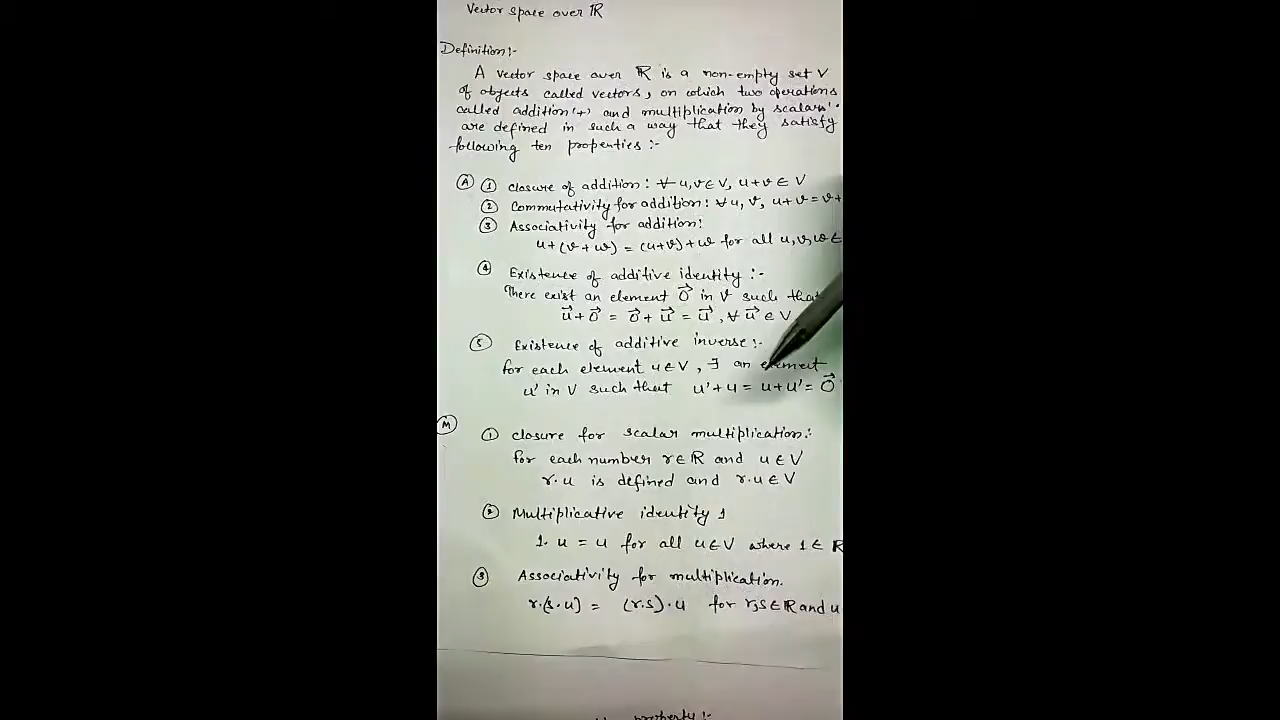 Vector space over ℝ
Definition:-
A vector space over ℝ is a non-empty set V
of objects called vectors, on which two operations
called addition '+' and multiplication by scalars '·
are defined in such a way that they satisfy
following ten properties :-
Ⓐ ① closure of addition : ∀ u,v ∈ V, u+v ∈ V
② Commutativity for addition : ∀ u, v, u+v = v+
③ Associativity for addition:
u+(v+w) = (u+v)+w for all u,v,w ∈
④ Existence of additive identity :-
There exist an element 0⃗ in V such that
u⃗ + 0⃗ = 0⃗ + u⃗ = u⃗ , ∀ u⃗ ∈ V
⑤ Existence of additive inverse :-
for each element u ∈ V , ∃ an element
u' in V such that u'+u = u+u' = 0⃗
Ⓜ
① closure for scalar multiplication :
for each number r ∈ ℝ and u ∈ V
r·u is defined and r·u ∈ V
② Multiplicative identity 1
1. u = u for all u ∈ V where 1 ∈ ℝ
③ Associativity for multiplication.
r.(s.u) = (r.s).u for r,s ∈ ℝ and u
property :-